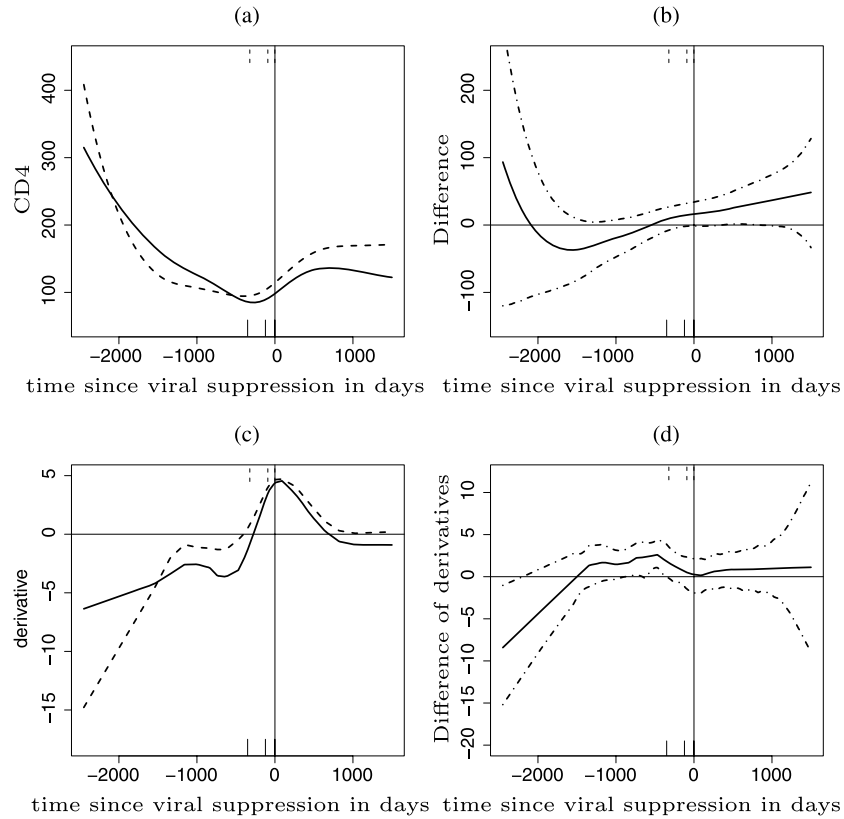 (a)
CD4
400
300
200
100
−2000 −1000 0 1000
time since viral suppression in days
(b)
Difference
200
100
0
−100
−2000 −1000 0 1000
time since viral suppression in days
(c)
derivative
5
0
−5
−10
−15
−2000 −1000 0 1000
time since viral suppression in days
(d)
Difference of derivatives
10
5
0
−5
−10
−15
−20
−2000 −1000 0 1000
time since viral suppression in days